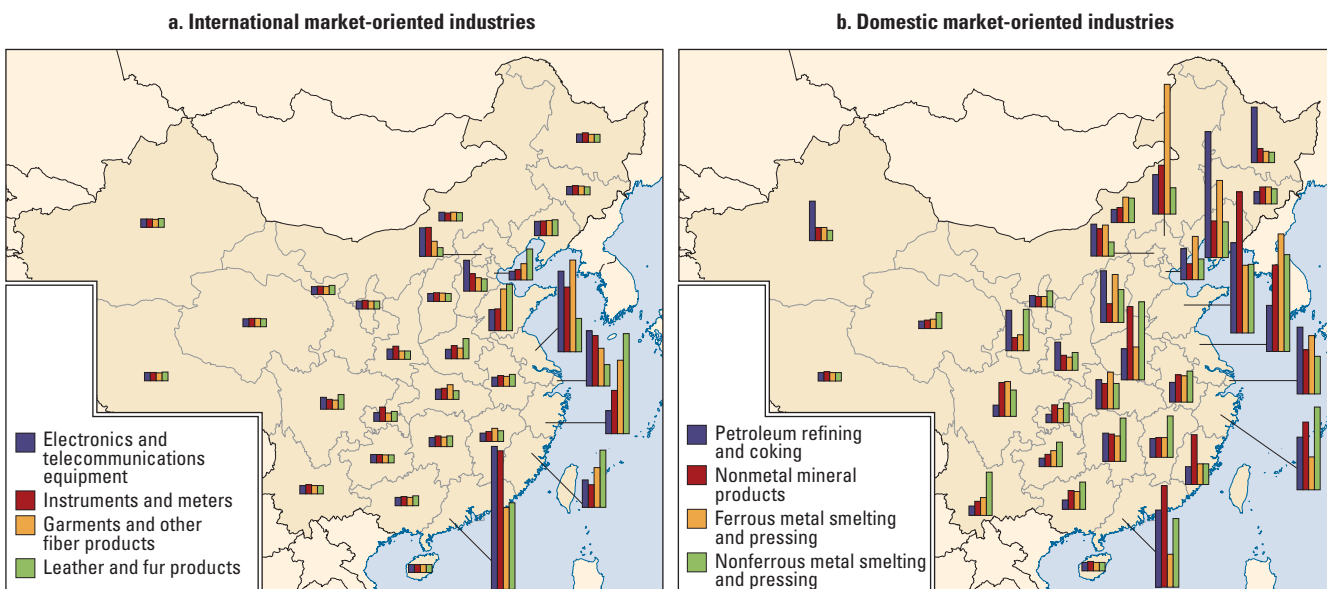 a. International market-oriented industries
Electronics and
telecommunications
equipment
Instruments and meters
Garments and other
fiber products
Leather and fur products
b. Domestic market-oriented industries
Petroleum refining
and coking
Nonmetal mineral
products
Ferrous metal smelting
and pressing
Nonferrous metal smelting
and pressing